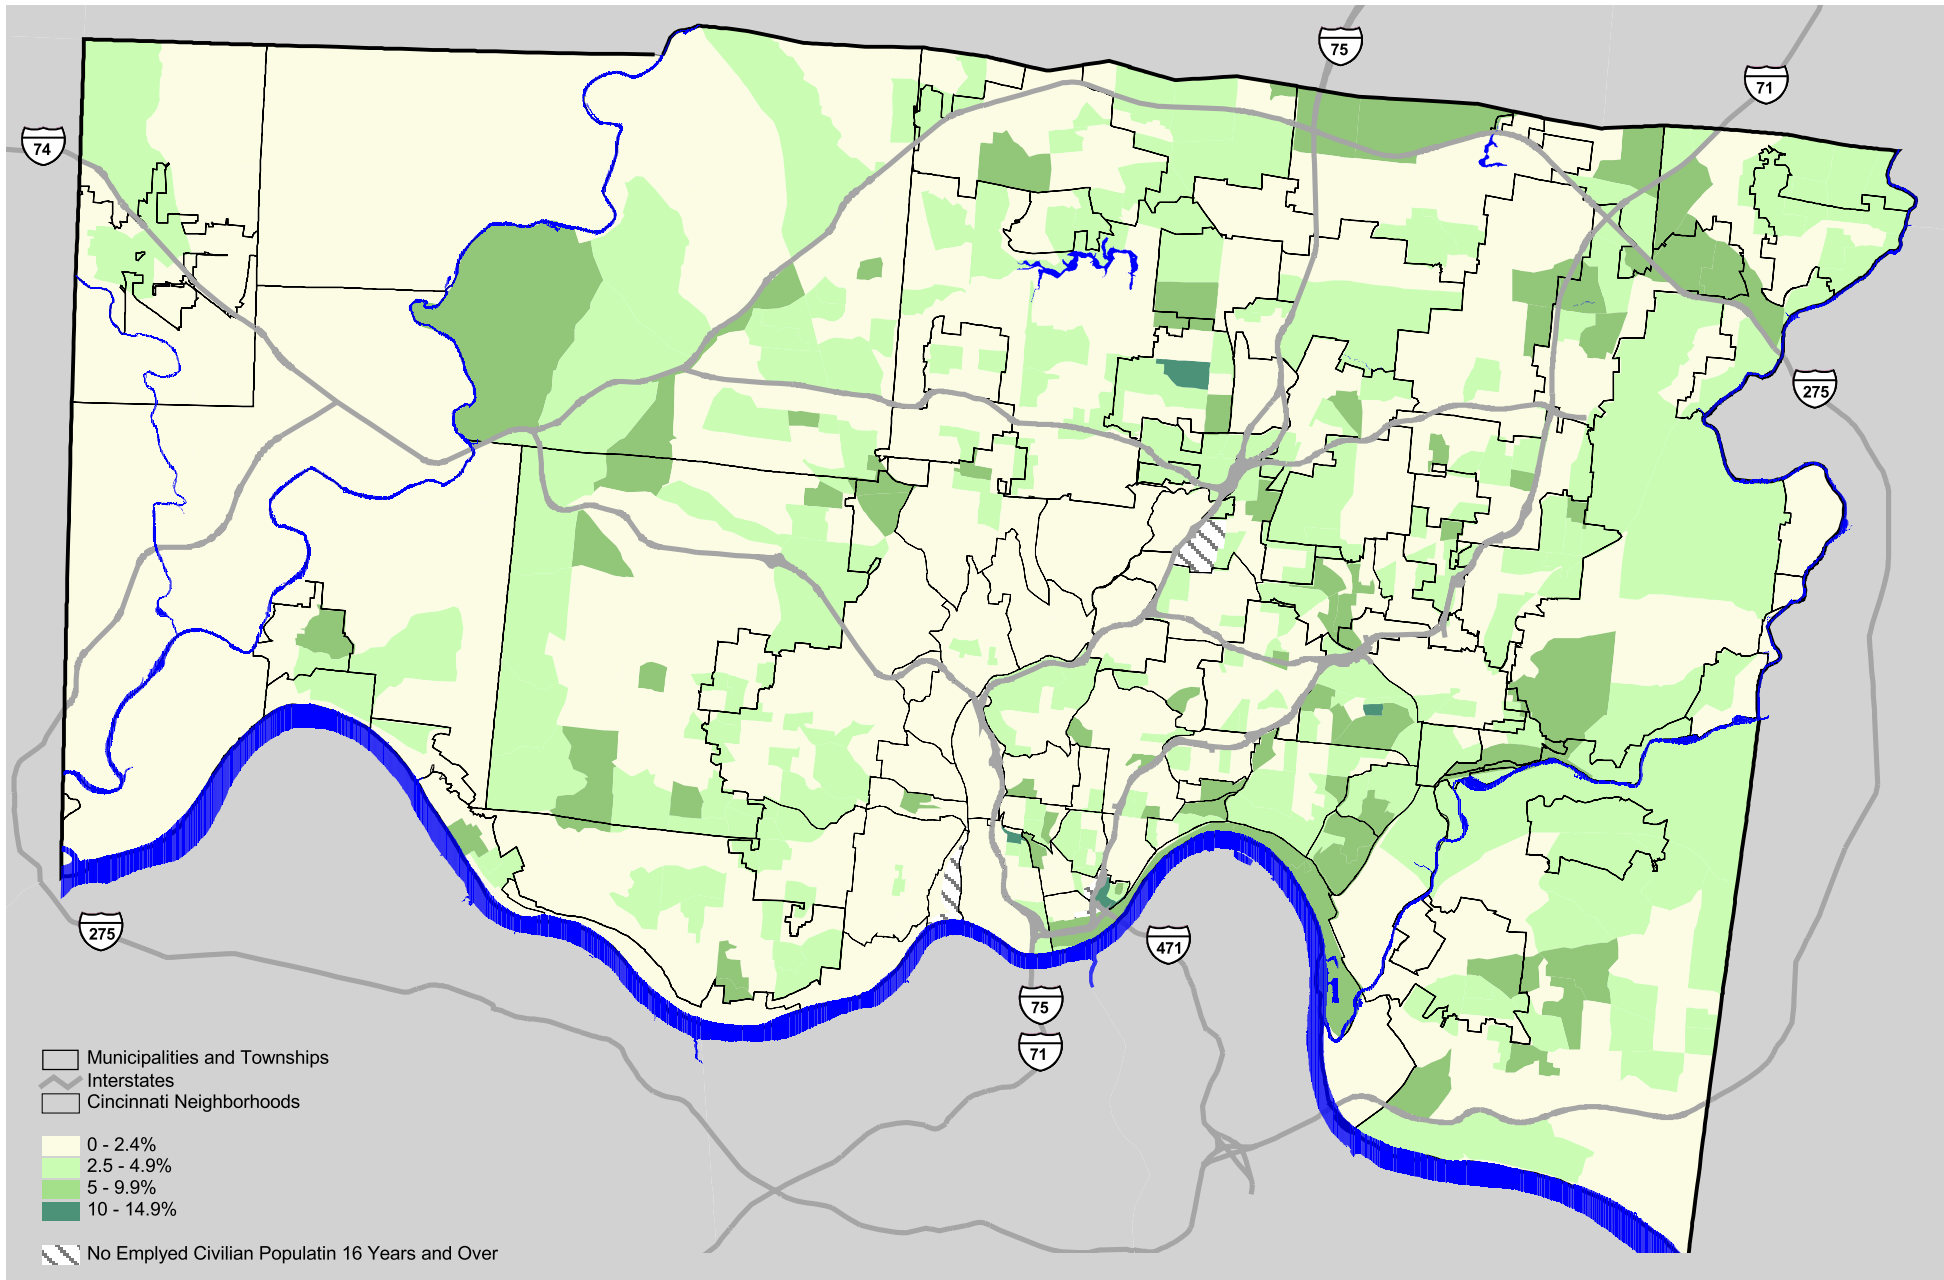 75
71
74
275
275
471
75
71
Municipalities and Townships
Interstates
Cincinnati Neighborhoods
0 - 2.4%
2.5 - 4.9%
5 - 9.9%
10 - 14.9%
No Emplyed Civilian Populatin 16 Years and Over